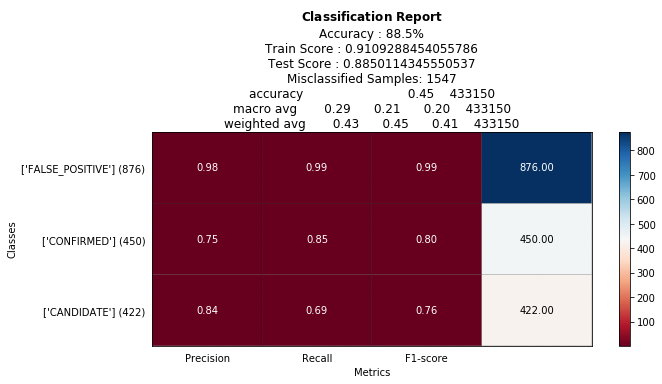 Classification Report
Accuracy : 88.5%
Train Score : 0.9109288454055786
Test Score : 0.8850114345550537
Misclassified Samples: 1547
accuracy 0.45 433150
macro avg 0.29 0.21 0.20 433150
weighted avg 0.43 0.45 0.41 433150
['FALSE_POSITIVE'] (876) 0.98 0.99 0.99 876.00
['CONFIRMED'] (450) 0.75 0.85 0.80 450.00
['CANDIDATE'] (422) 0.84 0.69 0.76 422.00
Classes
Precision Recall F1-score
Metrics
800
700
600
500
400
300
200
100